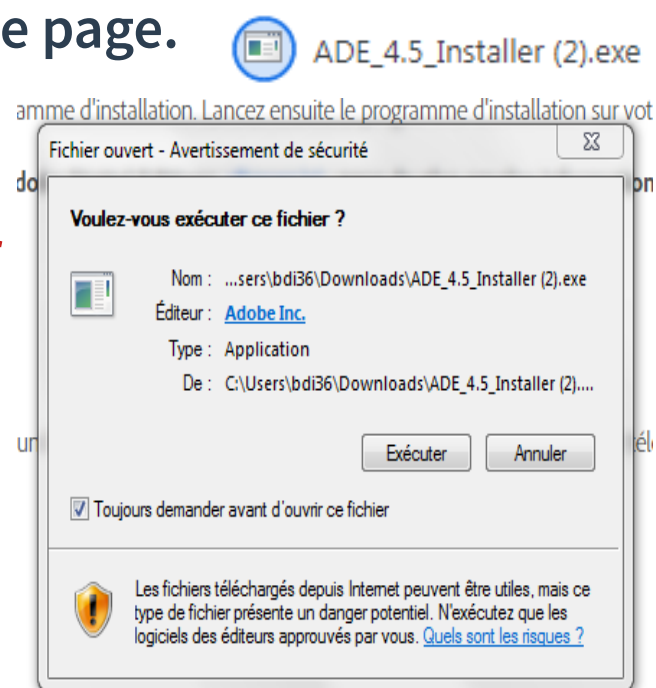 e page.
ADE_4.5_Installer (2).exe
amme d'installation. Lancez ensuite le programme d'installation sur vot
Fichier ouvert - Avertissement de sécurité
do
on
Voulez-vous exécuter ce fichier ?
Nom : ...sers\bdi36\Downloads\ADE_4.5_Installer (2).exe
Éditeur : Adobe Inc.
Type : Application
De : C:\Users\bdi36\Downloads\ADE_4.5_Installer (2)....
un
télé
Exécuter Annuler
Toujours demander avant d'ouvrir ce fichier
Les fichiers téléchargés depuis Internet peuvent être utiles, mais ce
type de fichier présente un danger potentiel. N'exécutez que les
logiciels des éditeurs approuvés par vous. Quels sont les risques ?